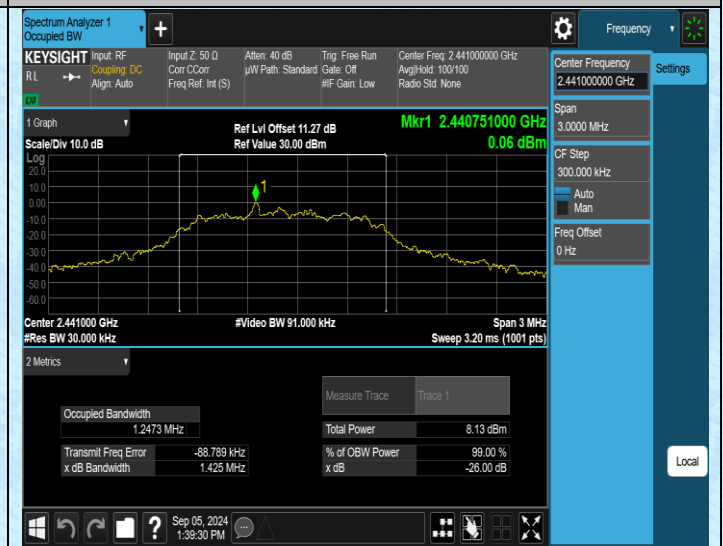 Spectrum Analyzer 1
Occupied BW
+
Frequency
KEYSIGHT
RL
LXI
Input: RF
Coupling: DC
Align: Auto
Input Z: 50 Ω
Corr CCorr
Freq Ref: Int (S)
Atten: 40 dB
µW Path: Standard
Trig: Free Run
Gate: Off
#IF Gain: Low
Center Freq: 2.441000000 GHz
Avg|Hold: 100/100
Radio Std: None
Center Frequency
2.441000000 GHz
Settings
Span
3.0000 MHz
CF Step
300.000 kHz
Auto
Man
Freq Offset
0 Hz
1 Graph
Scale/Div 10.0 dB
Ref Lvl Offset 11.27 dB
Ref Value 30.00 dBm
Mkr1 2.440751000 GHz
0.06 dBm
Log
20.0
10.0
0.00
-10.0
-20.0
-30.0
-40.0
-50.0
-60.0
1
Center 2.441000 GHz
#Res BW 30.000 kHz
#Video BW 91.000 kHz
Span 3 MHz
Sweep 3.20 ms (1001 pts)
2 Metrics
Measure Trace
Trace 1
Occupied Bandwidth
1.2473 MHz
Total Power
8.13 dBm
Transmit Freq Error
-88.789 kHz
% of OBW Power
99.00 %
x dB Bandwidth
1.425 MHz
x dB
-26.00 dB
Local
?
Sep 05, 2024
1:39:30 PM